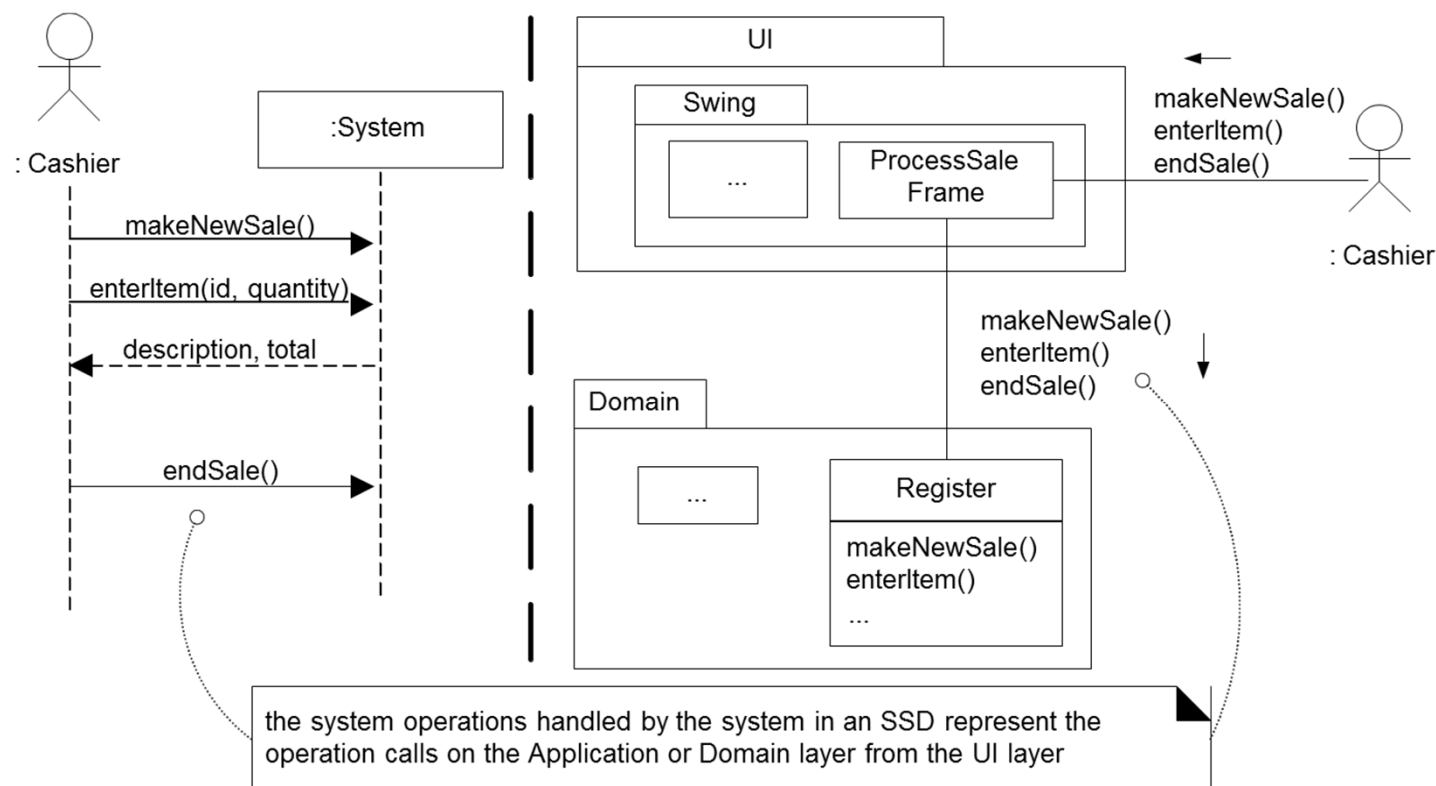 : Cashier
:System
makeNewSale()
enterItem(id, quantity)
description, total
endSale()
UI
Swing
...
ProcessSale
Frame
makeNewSale()
enterItem()
endSale()
: Cashier
makeNewSale()
enterItem()
endSale()
Domain
...
Register
makeNewSale()
enterItem()
...
the system operations handled by the system in an SSD represent the
operation calls on the Application or Domain layer from the UI layer